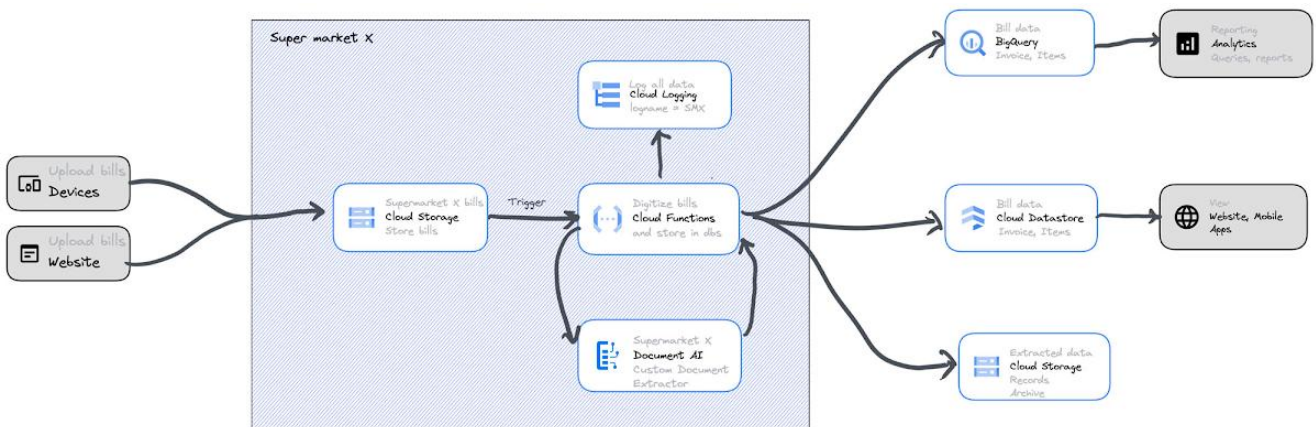 Super market X
Upload bills
Devices
Upload bills
Website
Supermarket X bills
Cloud Storage
Store bills
Trigger
Log all data
Cloud Logging
logname = SMX
Digitize bills
Cloud Functions
and store in dbs
Supermarket X
Document AI
Custom Document
Extractor
Bill data
BigQuery
Invoice, Items
Reporting
Analytics
Queries, reports
Bill data
Cloud Datastore
Invoice, Items
View
Website, Mobile
Apps
Extracted data
Cloud Storage
Records
Archive